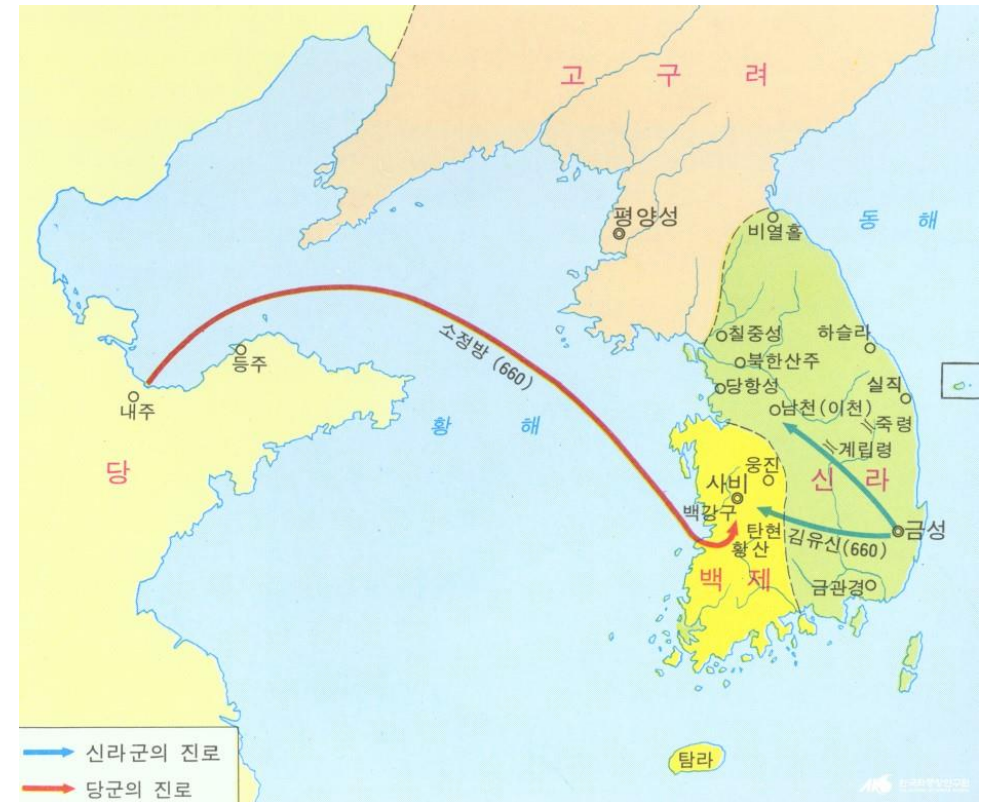 고 구 려
평양성
동 해
비열홀
칠중성
하슬라
북한산주
당항성
실직
남천(이천)
죽령
계립령
소정방 (660)
등주
내주
황 해
당
웅진
신 라
사비
백강구
탄현
금성
황산
김유신(660)
백 제
금관경
탐라
신라군의 진로
당군의 진로